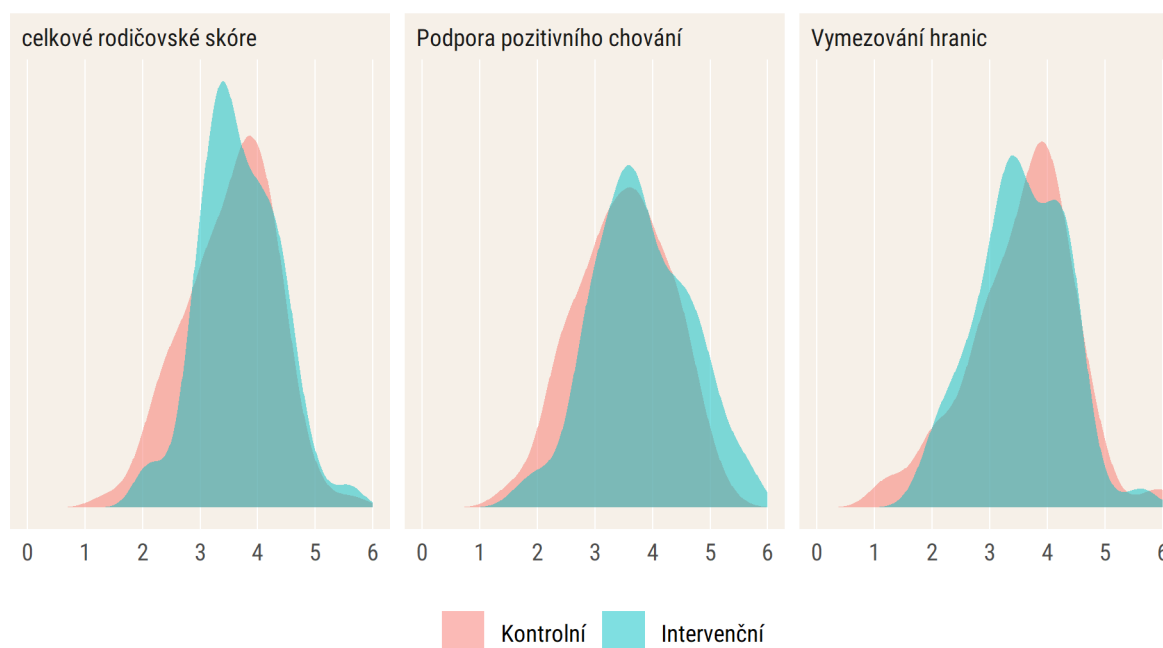 celkové rodičovské skóre
Podpora pozitivního chování
Vymezování hranic
0 1 2 3 4 5 6
0 1 2 3 4 5 6
0 1 2 3 4 5 6
Kontrolní
Intervenční